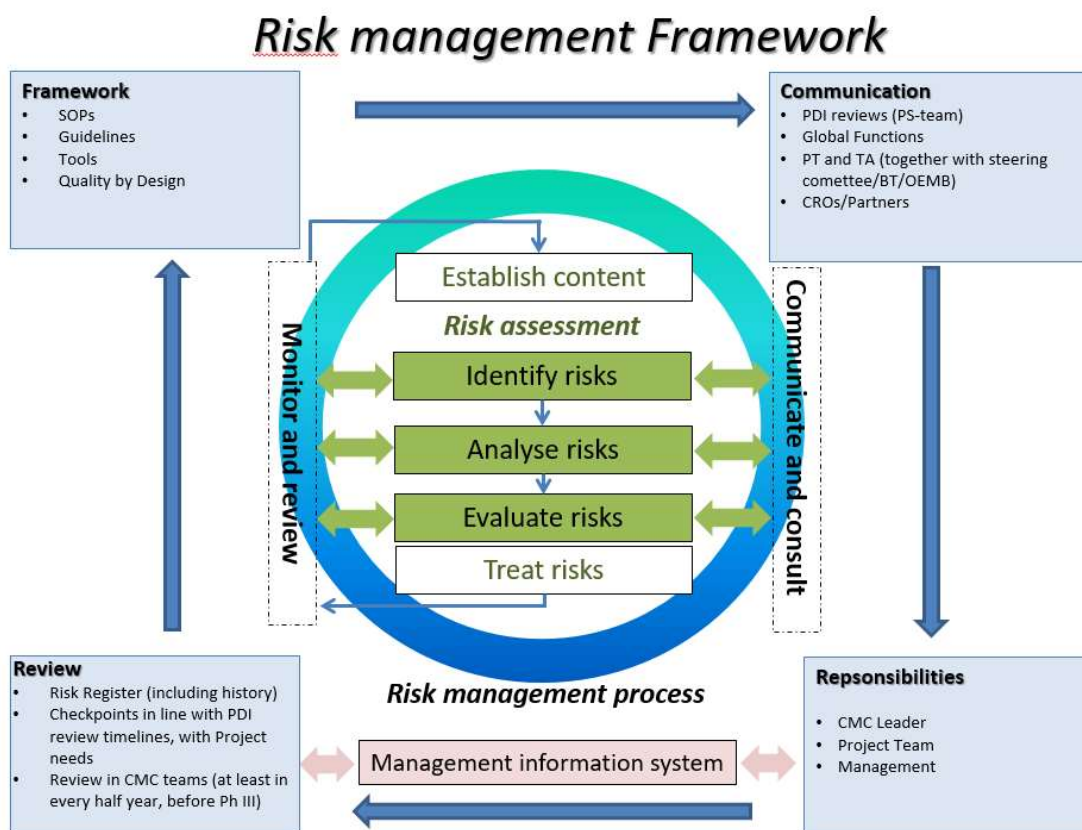 Risk management Framework
Framework
• SOPs
• Guidelines
• Tools
• Quality by Design
Communication
• PDI reviews (PS-team)
• Global Functions
• PT and TA (together with steering
comettee/BT/OEMB)
• CROs/Partners
Monitor and review
Establish content
Risk assessment
Identify risks
Analyse risks
Evaluate risks
Treat risks
Communicate and consult
Review
• Risk Register (including history)
• Checkpoints in line with PDI
review timelines, with Project
needs
• Review in CMC teams (at least in
every half year, before Ph III)
Risk management process
Management information system
Repsonsibilities
• CMC Leader
• Project Team
• Management